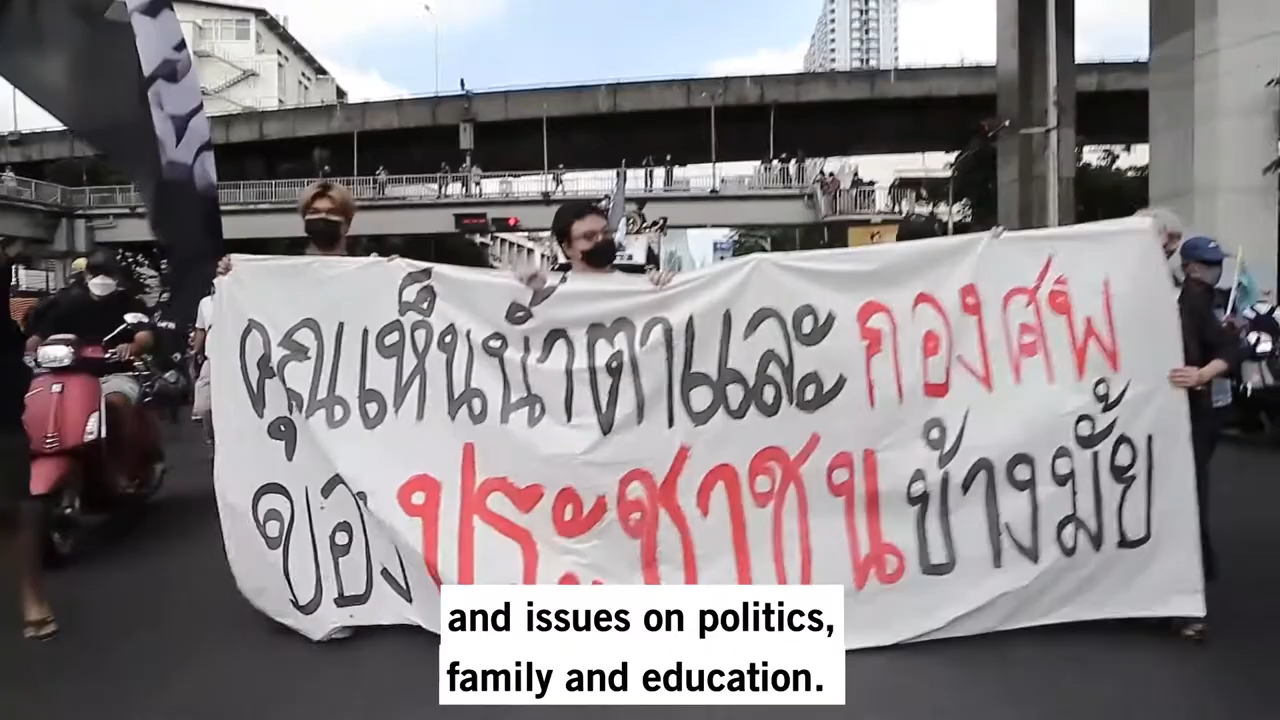 คุณเห็นน้ำตาและกองศพ
ของประชาชนบ้างมั้ย
and issues on politics,
family and education.